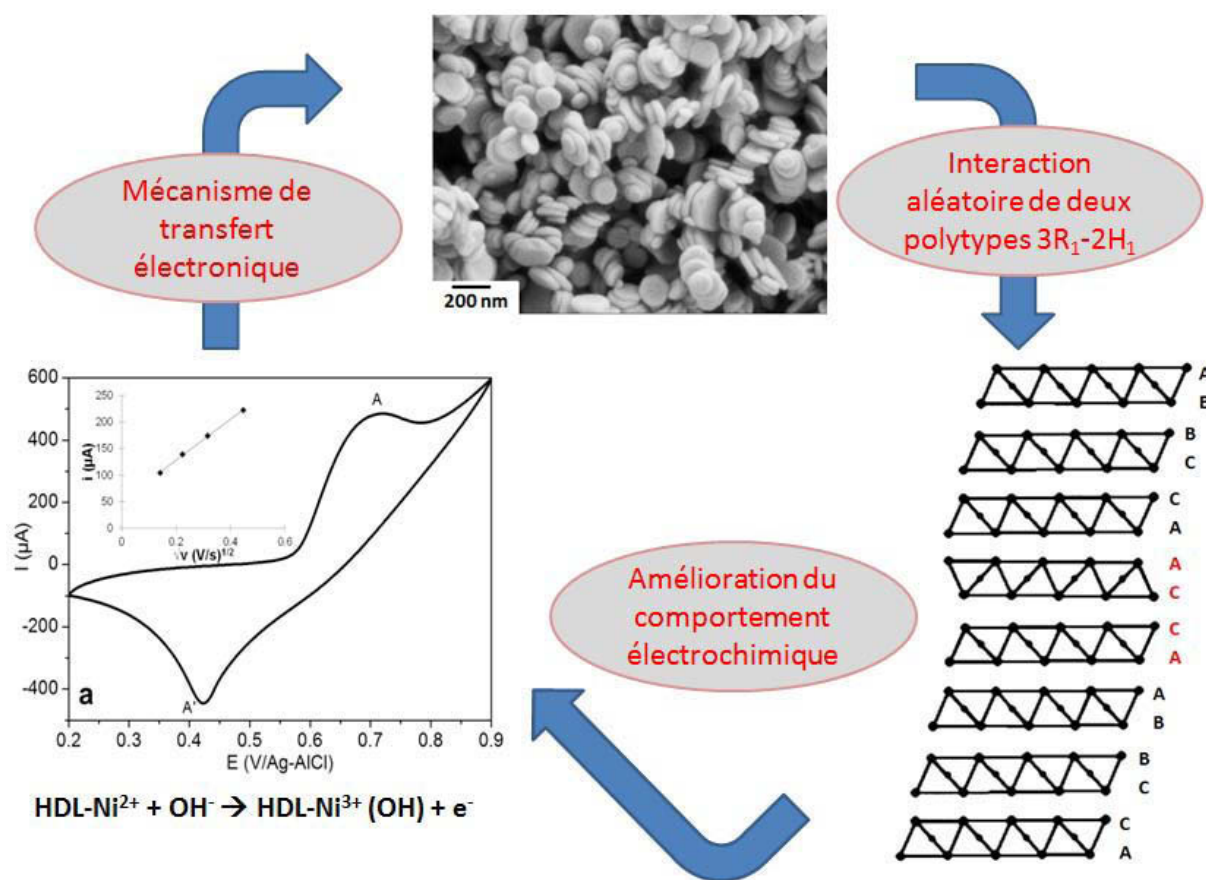 Mécanisme de
transfert
électronique
200 nm
Interaction
aléatoire de deux
polytypes 3R₁-2H₁
A
B
B
C
C
A
A
C
C
A
A
B
B
C
C
A
Amélioration du
comportement
électrochimique
600
400
200
0
-200
-400
I (µA)
250
200
150
100
50
0
i (µA)
0
0.2
0.4
0.6
√v (V/s)¹/²
A
A'
a
0.2
0.3
0.4
0.5
0.6
0.7
0.8
0.9
E (V/Ag-AlCl)
HDL-Ni²⁺ + OH⁻ → HDL-Ni³⁺ (OH) + e⁻